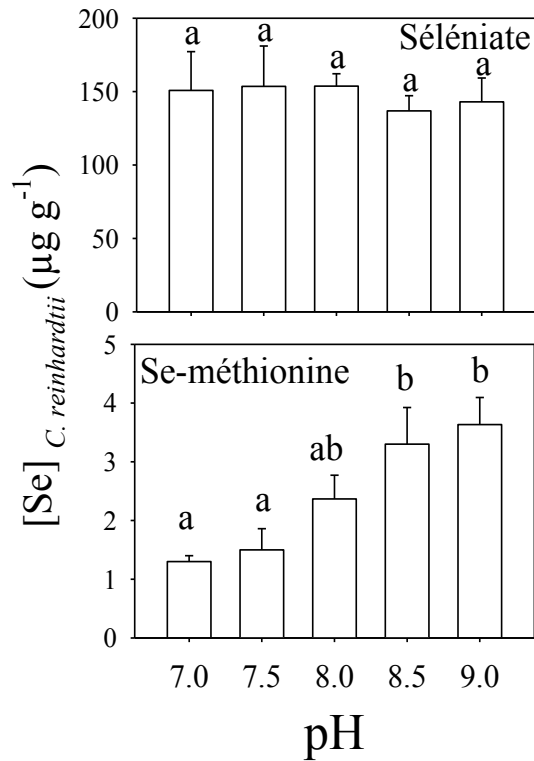 200
150
100
50
0
Séléniate
a
a
a
a
a
[Se] C. reinhardtii (µg g-1)
5
4
3
2
1
0
Se-méthionine
a
a
ab
b
b
7.0 7.5 8.0 8.5 9.0
pH